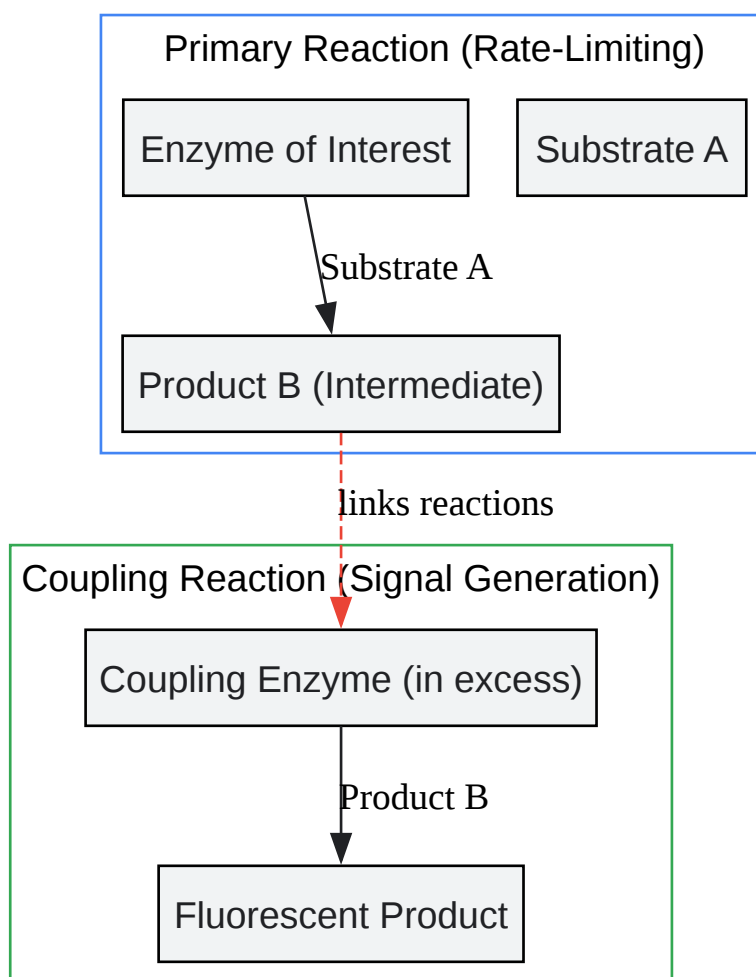 Primary Reaction (Rate-Limiting)
Enzyme of Interest
Substrate A
Substrate A
Product B (Intermediate)
links reactions
Coupling Reaction (Signal Generation)
Coupling Enzyme (in excess)
Product B
Fluorescent Product